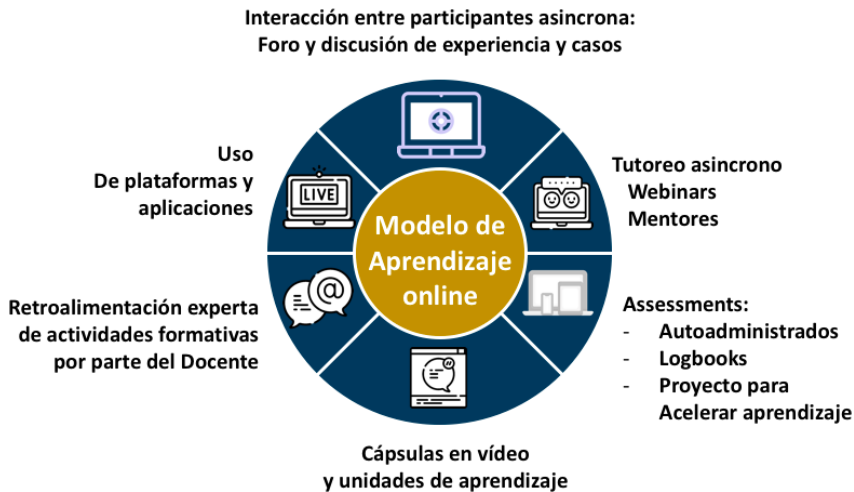 Interacción entre participantes asincrona:
Foro y discusión de experiencia y casos
Uso
De plataformas y
aplicaciones
LIVE
Tutoreo asincrono
Webinars
Mentores
Modelo de
Aprendizaje
online
@
Retroalimentación experta
de actividades formativas
por parte del Docente
Assessments:
- Autoadministrados
- Logbooks
- Proyecto para
Acelerar aprendizaje
Cápsulas en vídeo
y unidades de aprendizaje